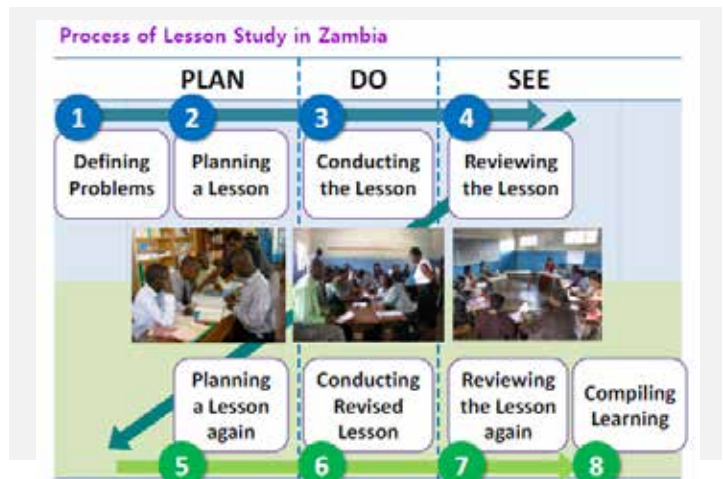 Process of Lesson Study in Zambia
PLAN DO SEE
1 2 3 4
Defining
Problems
Planning
a Lesson
Conducting
the Lesson
Reviewing
the Lesson
Planning
a Lesson
again
Conducting
Revised
Lesson
Reviewing
the Lesson
again
Compiling
Learning
5 6 7 8